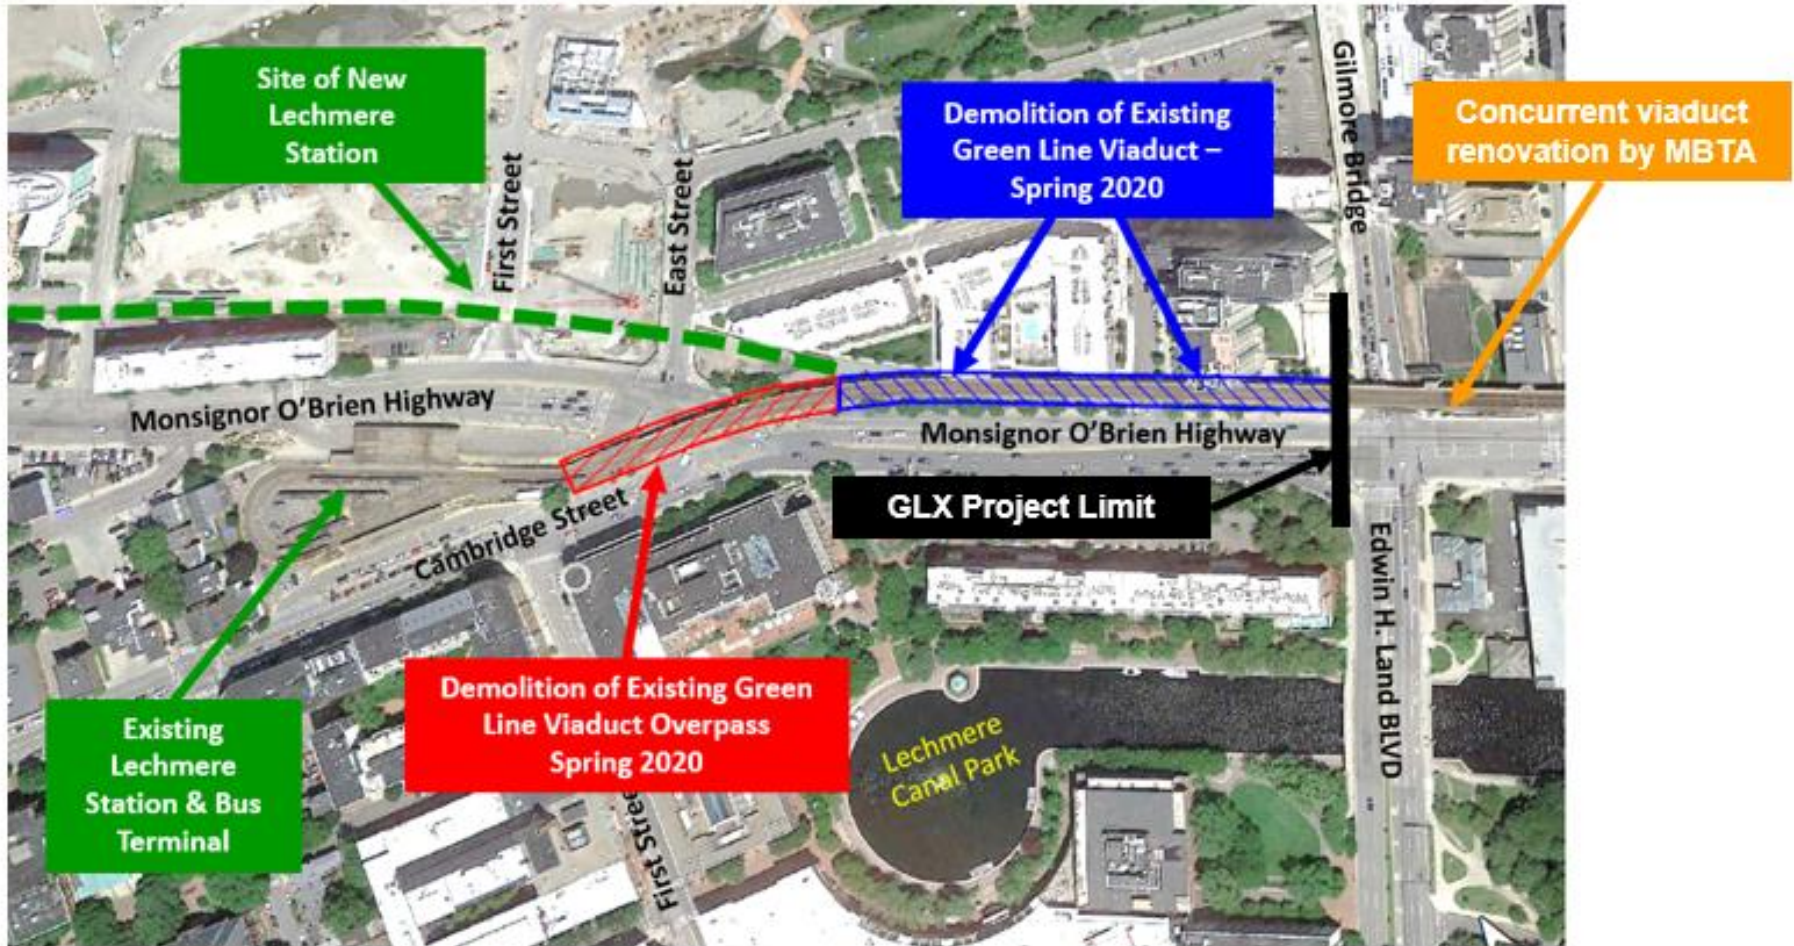 Site of New
Lechmere
Station
Demolition of Existing
Green Line Viaduct –
Spring 2020
Gilmore Bridge
Concurrent viaduct
renovation by MBTA
First Street
East Street
Monsignor O'Brien Highway
Monsignor O'Brien Highway
GLX Project Limit
Cambridge Street
Edwin H. Land BLVD
Demolition of Existing Green
Line Viaduct Overpass
Spring 2020
Existing
Lechmere
Station & Bus
Terminal
Lechmere
Canal Park
First Street